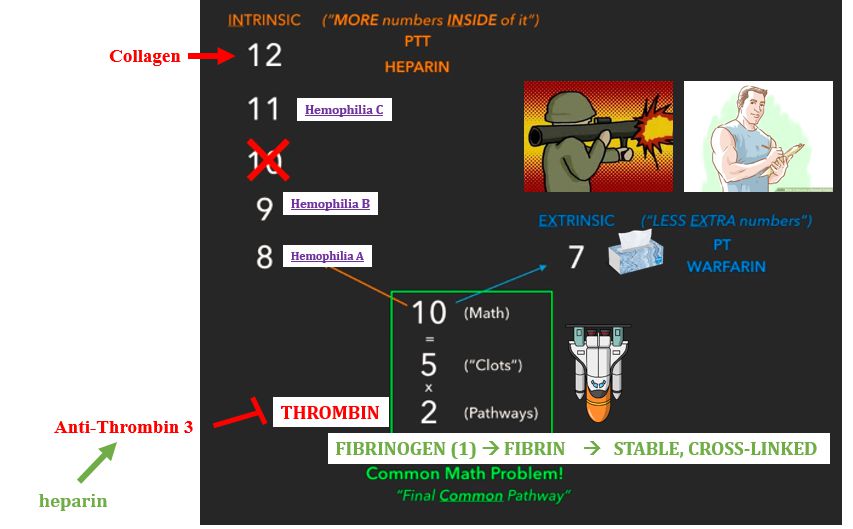 INTRINSIC ("MORE numbers INSIDE of it")
PTT
HEPARIN
Collagen
12
11
Hemophilia C
10
9
Hemophilia B
8
Hemophilia A
EXTRINSIC ("LESS EXTRA numbers")
7
PT
WARFARIN
10 (Math)
=
5 ("Clots")
x
2 (Pathways)
THROMBIN
Anti-Thrombin 3
heparin
FIBRINOGEN (1) → FIBRIN → STABLE, CROSS-LINKED
Common Math Problem!
"Final Common Pathway"